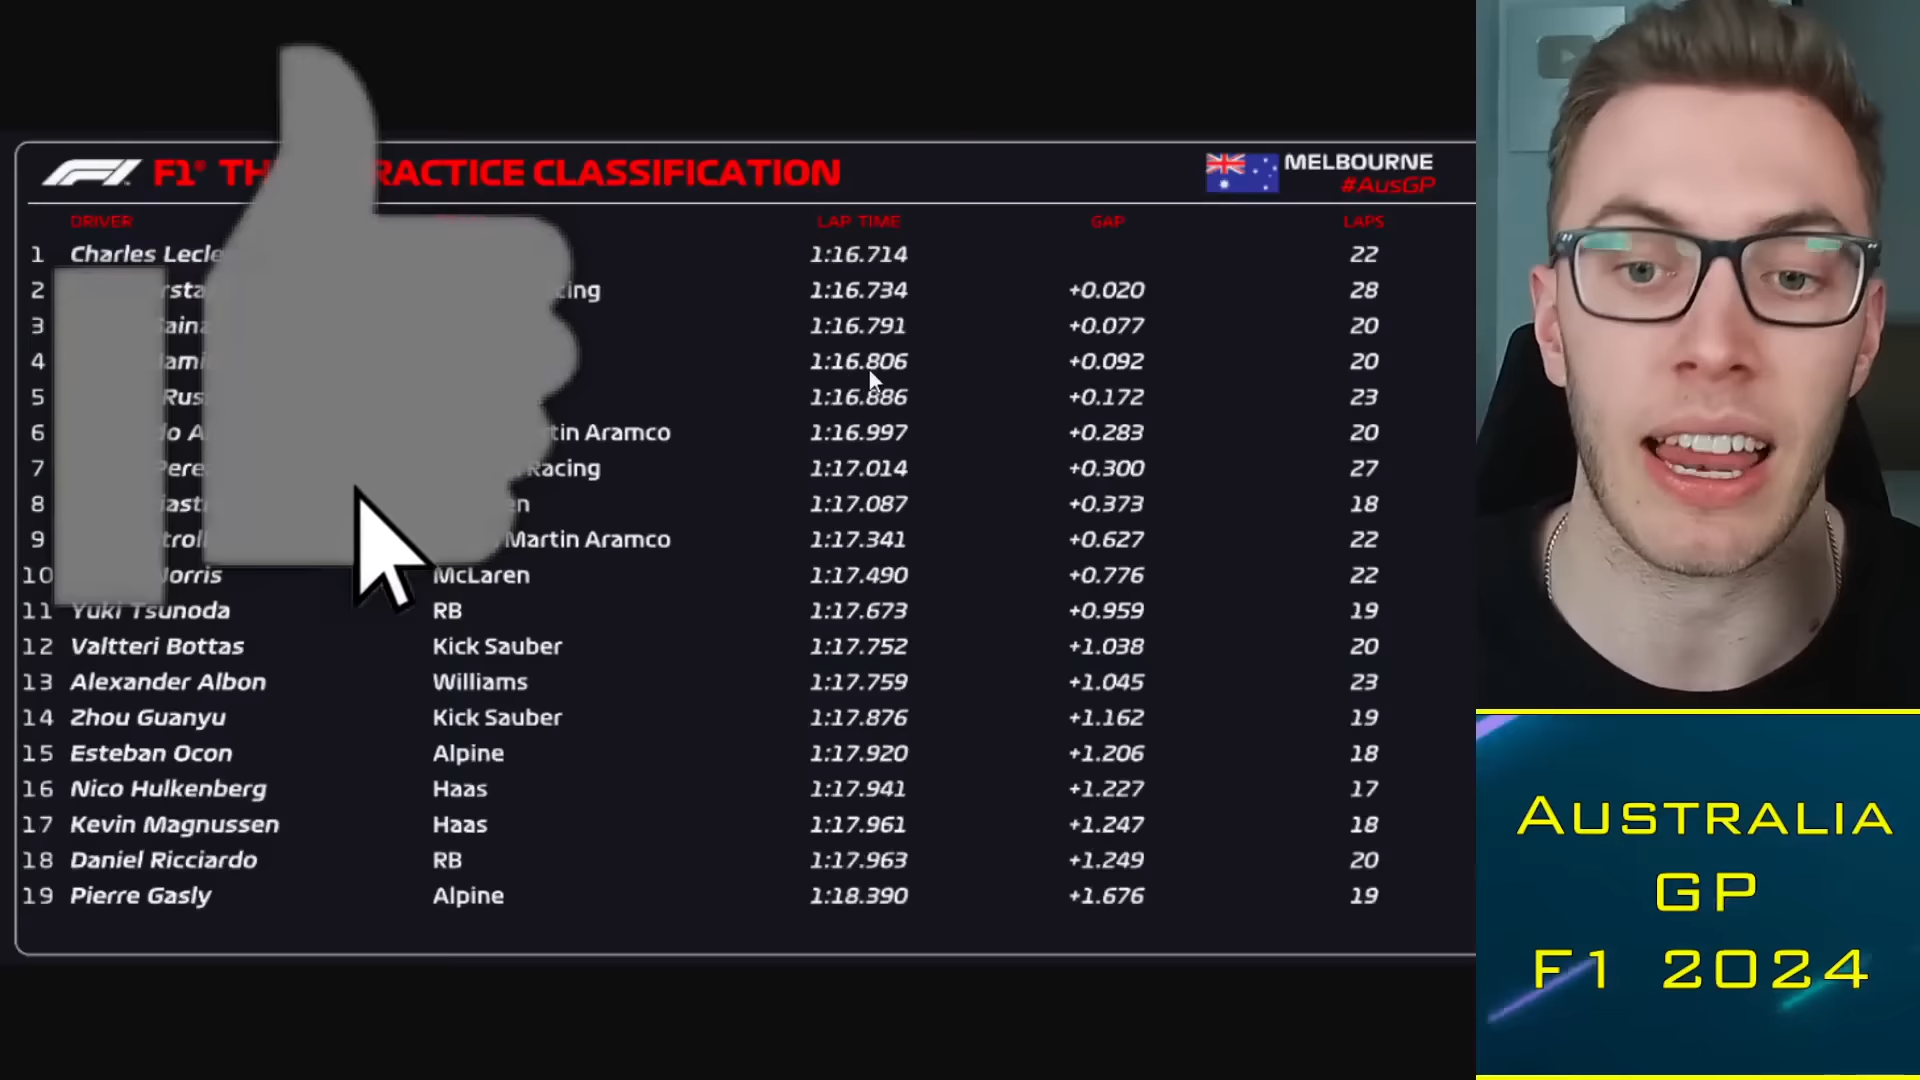 F1 F1® TH RACTICE CLASSIFICATION MELBOURNE
#AusGP
DRIVER LAP TIME GAP LAPS
1 Charles Lecle 1:16.714 22
2 rsta cing 1:16.734 +0.020 28
3 Sainz 1:16.791 +0.077 20
4 ami 1:16.806 +0.092 20
5 Rus 1:16.886 +0.172 23
6 do A tin Aramco 1:16.997 +0.283 20
7 Pere Racing 1:17.014 +0.300 27
8 iast en 1:17.087 +0.373 18
9 troll Martin Aramco 1:17.341 +0.627 22
10 Norris McLaren 1:17.490 +0.776 22
11 Yuki Tsunoda RB 1:17.673 +0.959 19
12 Valtteri Bottas Kick Sauber 1:17.752 +1.038 20
13 Alexander Albon Williams 1:17.759 +1.045 23
14 Zhou Guanyu Kick Sauber 1:17.876 +1.162 19
15 Esteban Ocon Alpine 1:17.920 +1.206 18
16 Nico Hulkenberg Haas 1:17.941 +1.227 17
17 Kevin Magnussen Haas 1:17.961 +1.247 18
18 Daniel Ricciardo RB 1:17.963 +1.249 20
19 Pierre Gasly Alpine 1:18.390 +1.676 19
AUSTRALIA
GP
F1 2024